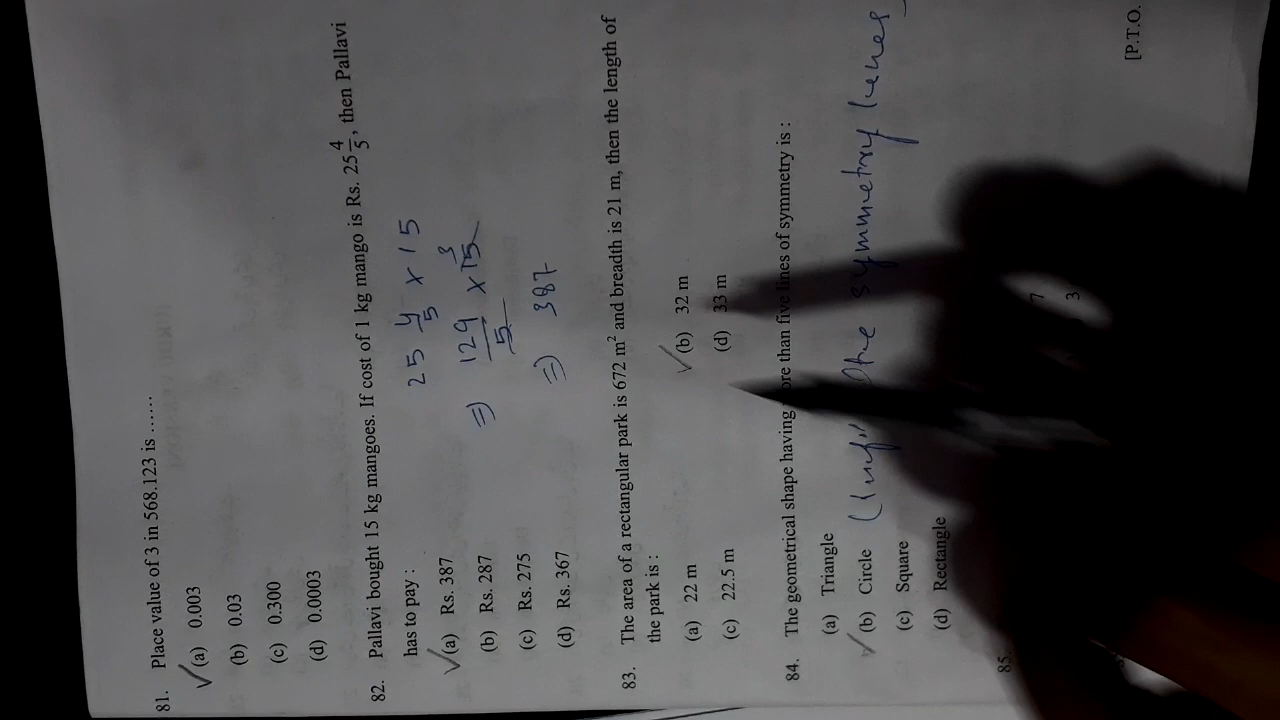 81. Place value of 3 in 568.123 is ......
(a) 0.003
(b) 0.03
(c) 0.300
(d) 0.0003
82. Pallavi bought 15 kg mangoes. If cost of 1 kg mango is Rs. 25 4/5, then Pallavi
has to pay :
25 4/5 × 15
(a) Rs. 387
⇒ 129/5 × 15 3
(b) Rs. 287
(c) Rs. 275
⇒ 387
(d) Rs. 367
83. The area of a rectangular park is 672 m² and breadth is 21 m, then the length of
the park is :
(a) 22 m (b) 32 m
(c) 22.5 m (d) 33 m
84. The geometrical shape having more than five lines of symmetry is :
(a) Triangle
(b) Circle symmetry lines
(c) Square
(d) Rectangle
85.
7
3
[P.T.O.